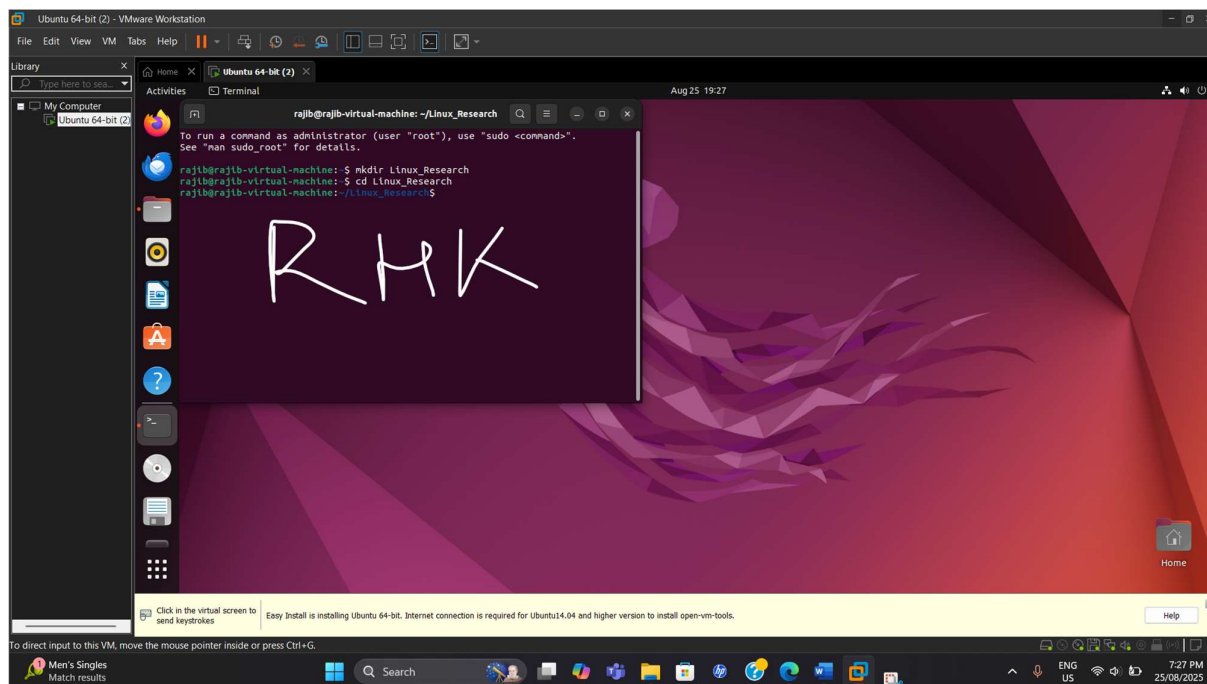 Ubuntu 64-bit (2) - VMware Workstation
File Edit View VM Tabs Help
Library X
Type here to sea...
Home X Ubuntu 64-bit (2) X
My Computer
Ubuntu 64-bit (2)
Activities Terminal Aug 25 19:27
rajib@rajib-virtual-machine: ~/Linux_Research
To run a command as administrator (user "root"), use "sudo <command>".
See "man sudo_root" for details.
rajib@rajib-virtual-machine:~$ mkdir Linux_Research
rajib@rajib-virtual-machine:~$ cd Linux_Research
rajib@rajib-virtual-machine:~/Linux_Research$
RHK
Home
Click in the virtual screen to
send keystrokes
Easy Install is installing Ubuntu 64-bit. Internet connection is required for Ubuntu14.04 and higher version to install open-vm-tools.
Help
To direct input to this VM, move the mouse pointer inside or press Ctrl+G.
1
Men's Singles
Match results
Search
ENG
US
7:27 PM
25/08/2025